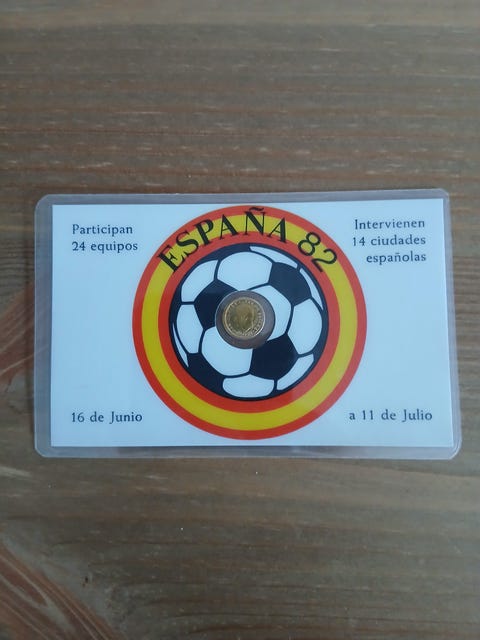 ESPAÑA 82
Participan
24 equipos
Intervienen
14 ciudades
españolas
16 de Junio
a 11 de Julio